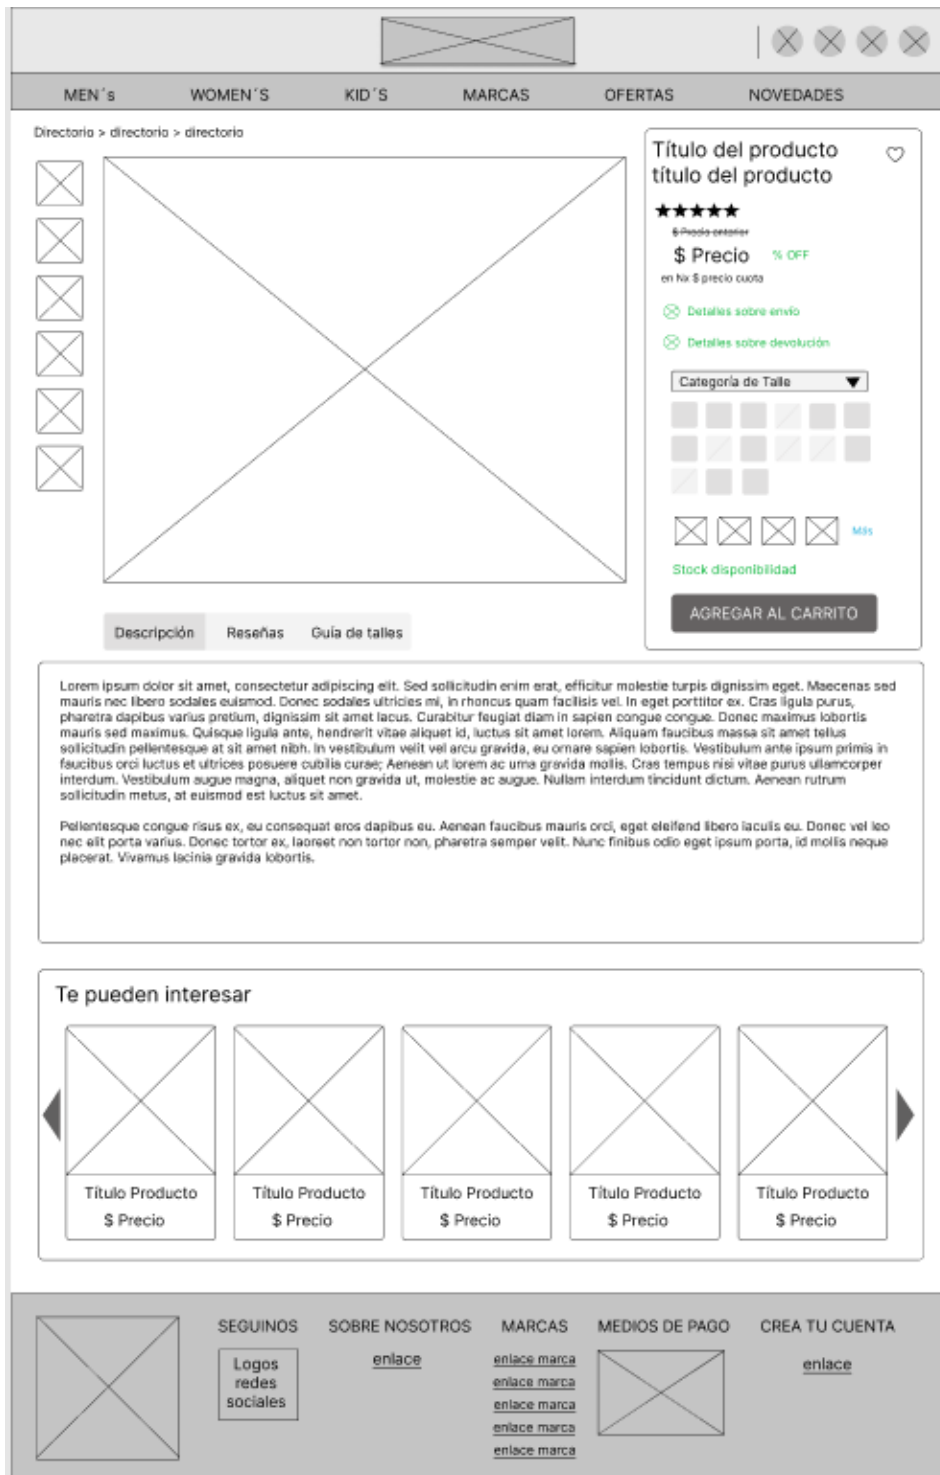 MEN´s WOMEN´S KID´S MARCAS OFERTAS NOVEDADES
Directorio > directorio > directorio
Título del producto
título del producto
★★★★★
$ Precio anterior
$ Precio % OFF
en Nx $ precio cuota
Detalles sobre envío
Detalles sobre devolución
Categoría de Talle
Más
Stock disponibilidad
AGREGAR AL CARRITO
Descripción Reseñas Guía de talles
Lorem ipsum dolor sit amet, consectetur adipiscing elit. Sed sollicitudin enim erat, efficitur molestie turpis dignissim eget. Maecenas sed
mauris nec libero sodales euismod. Donec sodales ultricies mi, in rhoncus quam facilisis vel. In eget porttitor ex. Cras ligula purus,
pharetra dapibus varius pretium, dignissim sit amet lacus. Curabitur feugiat diam in sapien congue congue. Donec maximus lobortis
mauris sed maximus. Quisque ligula ante, hendrerit vitae aliquet id, luctus sit amet lorem. Aliquam faucibus massa sit amet tellus
sollicitudin pellentesque at sit amet nibh. In vestibulum velit vel arcu gravida, eu ornare sapien lobortis. Vestibulum ante ipsum primis in
faucibus orci luctus et ultrices posuere cubilia curae; Aenean ut lorem ac urna gravida mollis. Cras tempus nisi vitae purus ullamcorper
interdum. Vestibulum augue magna, aliquet non gravida ut, molestie ac augue. Nullam interdum tincidunt dictum. Aenean rutrum
sollicitudin metus, at euismod est luctus sit amet.
Pellentesque congue risus ex, eu consequat eros dapibus eu. Aenean faucibus mauris orci, eget eleifend libero iaculis eu. Donec vel leo
nec elit porta varius. Donec tortor ex, laoreet non tortor non, pharetra semper velit. Nunc finibus odio eget ipsum porta, id mollis neque
placerat. Vivamus lacinia gravida lobortis.
Te pueden interesar
Título Producto Título Producto Título Producto Título Producto Título Producto
$ Precio $ Precio $ Precio $ Precio $ Precio
SEGUINOS SOBRE NOSOTROS MARCAS MEDIOS DE PAGO CREA TU CUENTA
Logos
redes
sociales
enlace
enlace marca
enlace marca
enlace marca
enlace marca
enlace marca
enlace